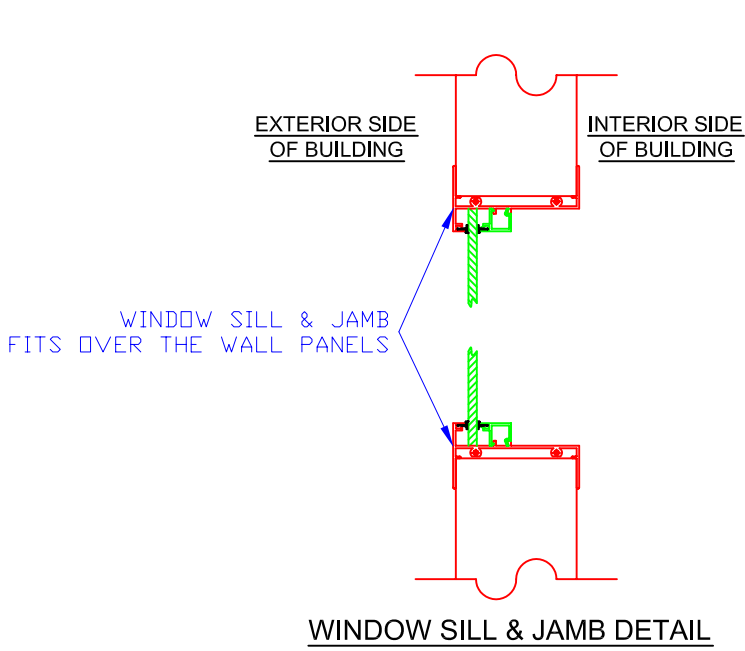 EXTERIOR SIDE
OF BUILDING
INTERIOR SIDE
OF BUILDING
WINDOW SILL & JAMB
FITS OVER THE WALL PANELS
WINDOW SILL & JAMB DETAIL